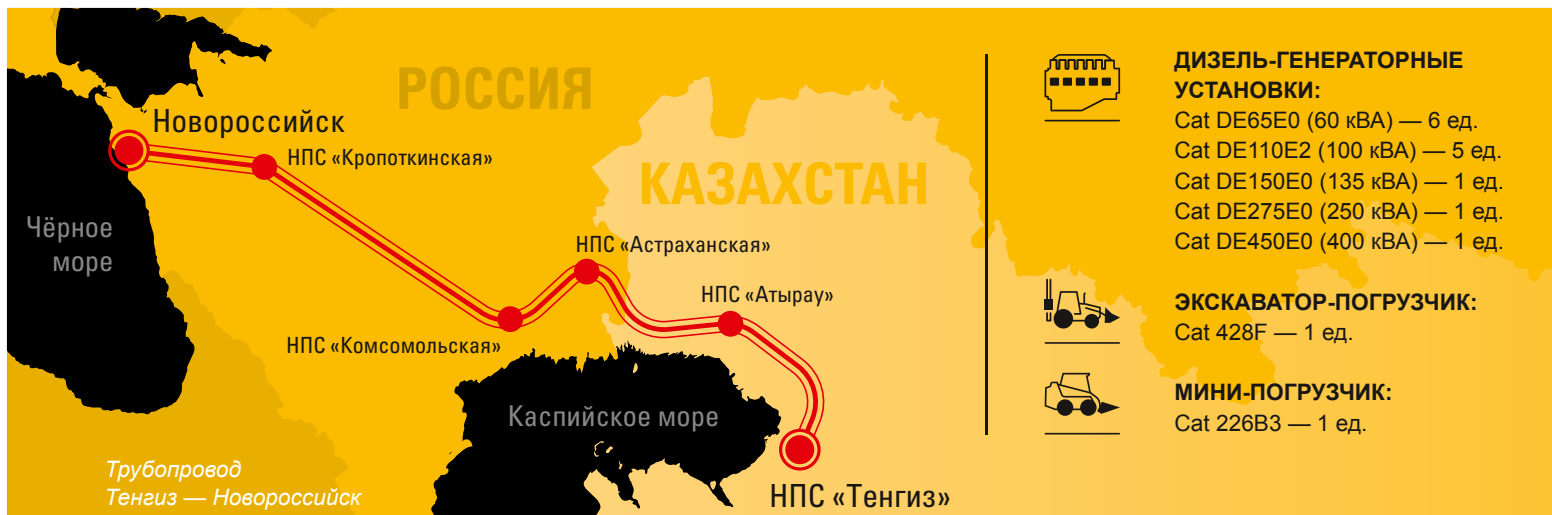 РОССИЯ
Новороссийск
НПС «Кропоткинская»
КАЗАХСТАН
Чёрное
море
НПС «Астраханская»
НПС «Атырау»
НПС «Комсомольская»
Каспийское море
Трубопровод
Тенгиз — Новороссийск
НПС «Тенгиз»
ДИЗЕЛЬ-ГЕНЕРАТОРНЫЕ
УСТАНОВКИ:
Cat DE65E0 (60 кВА) — 6 ед.
Cat DE110E2 (100 кВА) — 5 ед.
Cat DE150E0 (135 кВА) — 1 ед.
Cat DE275E0 (250 кВА) — 1 ед.
Cat DE450E0 (400 кВА) — 1 ед.
ЭКСКАВАТОР-ПОГРУЗЧИК:
Cat 428F — 1 ед.
МИНИ-ПОГРУЗЧИК:
Cat 226B3 — 1 ед.